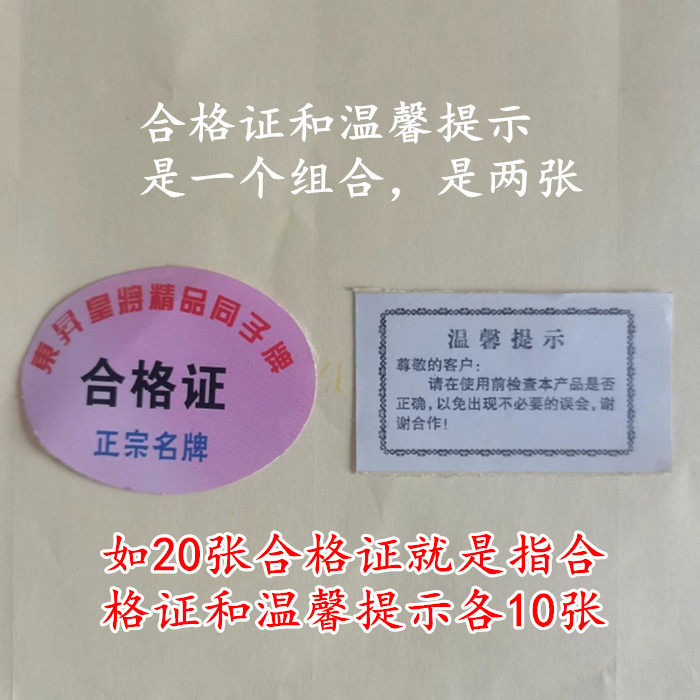 合格证和温馨提示
是一个组合，是两张
東昇皇將精品同子牌
合格证
正宗名牌
温馨提示
尊敬的客户：
请在使用前检查本产品是否
正确，以免出现不必要的误会，谢
谢合作！
如20张合格证就是指合
格证和温馨提示各10张